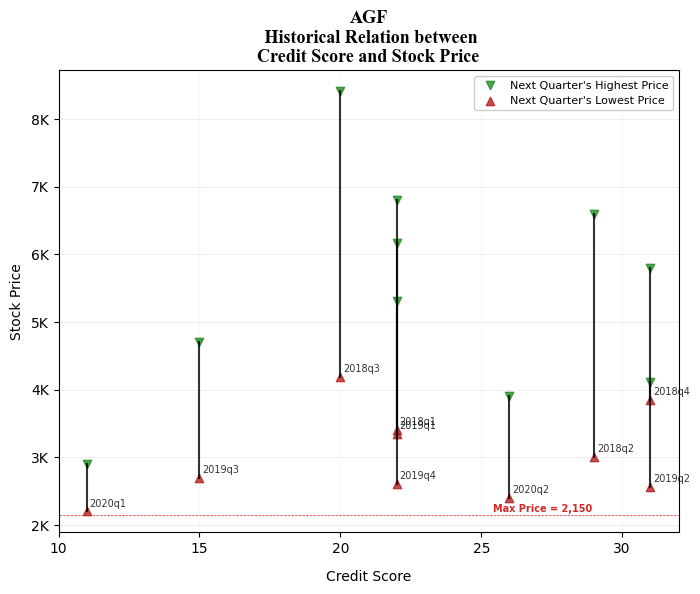 AGF
Historical Relation between
Credit Score and Stock Price
Next Quarter's Highest Price
Next Quarter's Lowest Price
8K
7K
6K
5K
4K
3K
2K
Stock Price
2018q3
2018q4
2018q1
2019q1
2018q2
2019q3
2019q4
2019q2
2020q2
2020q1
Max Price = 2,150
10
15
20
25
30
Credit Score